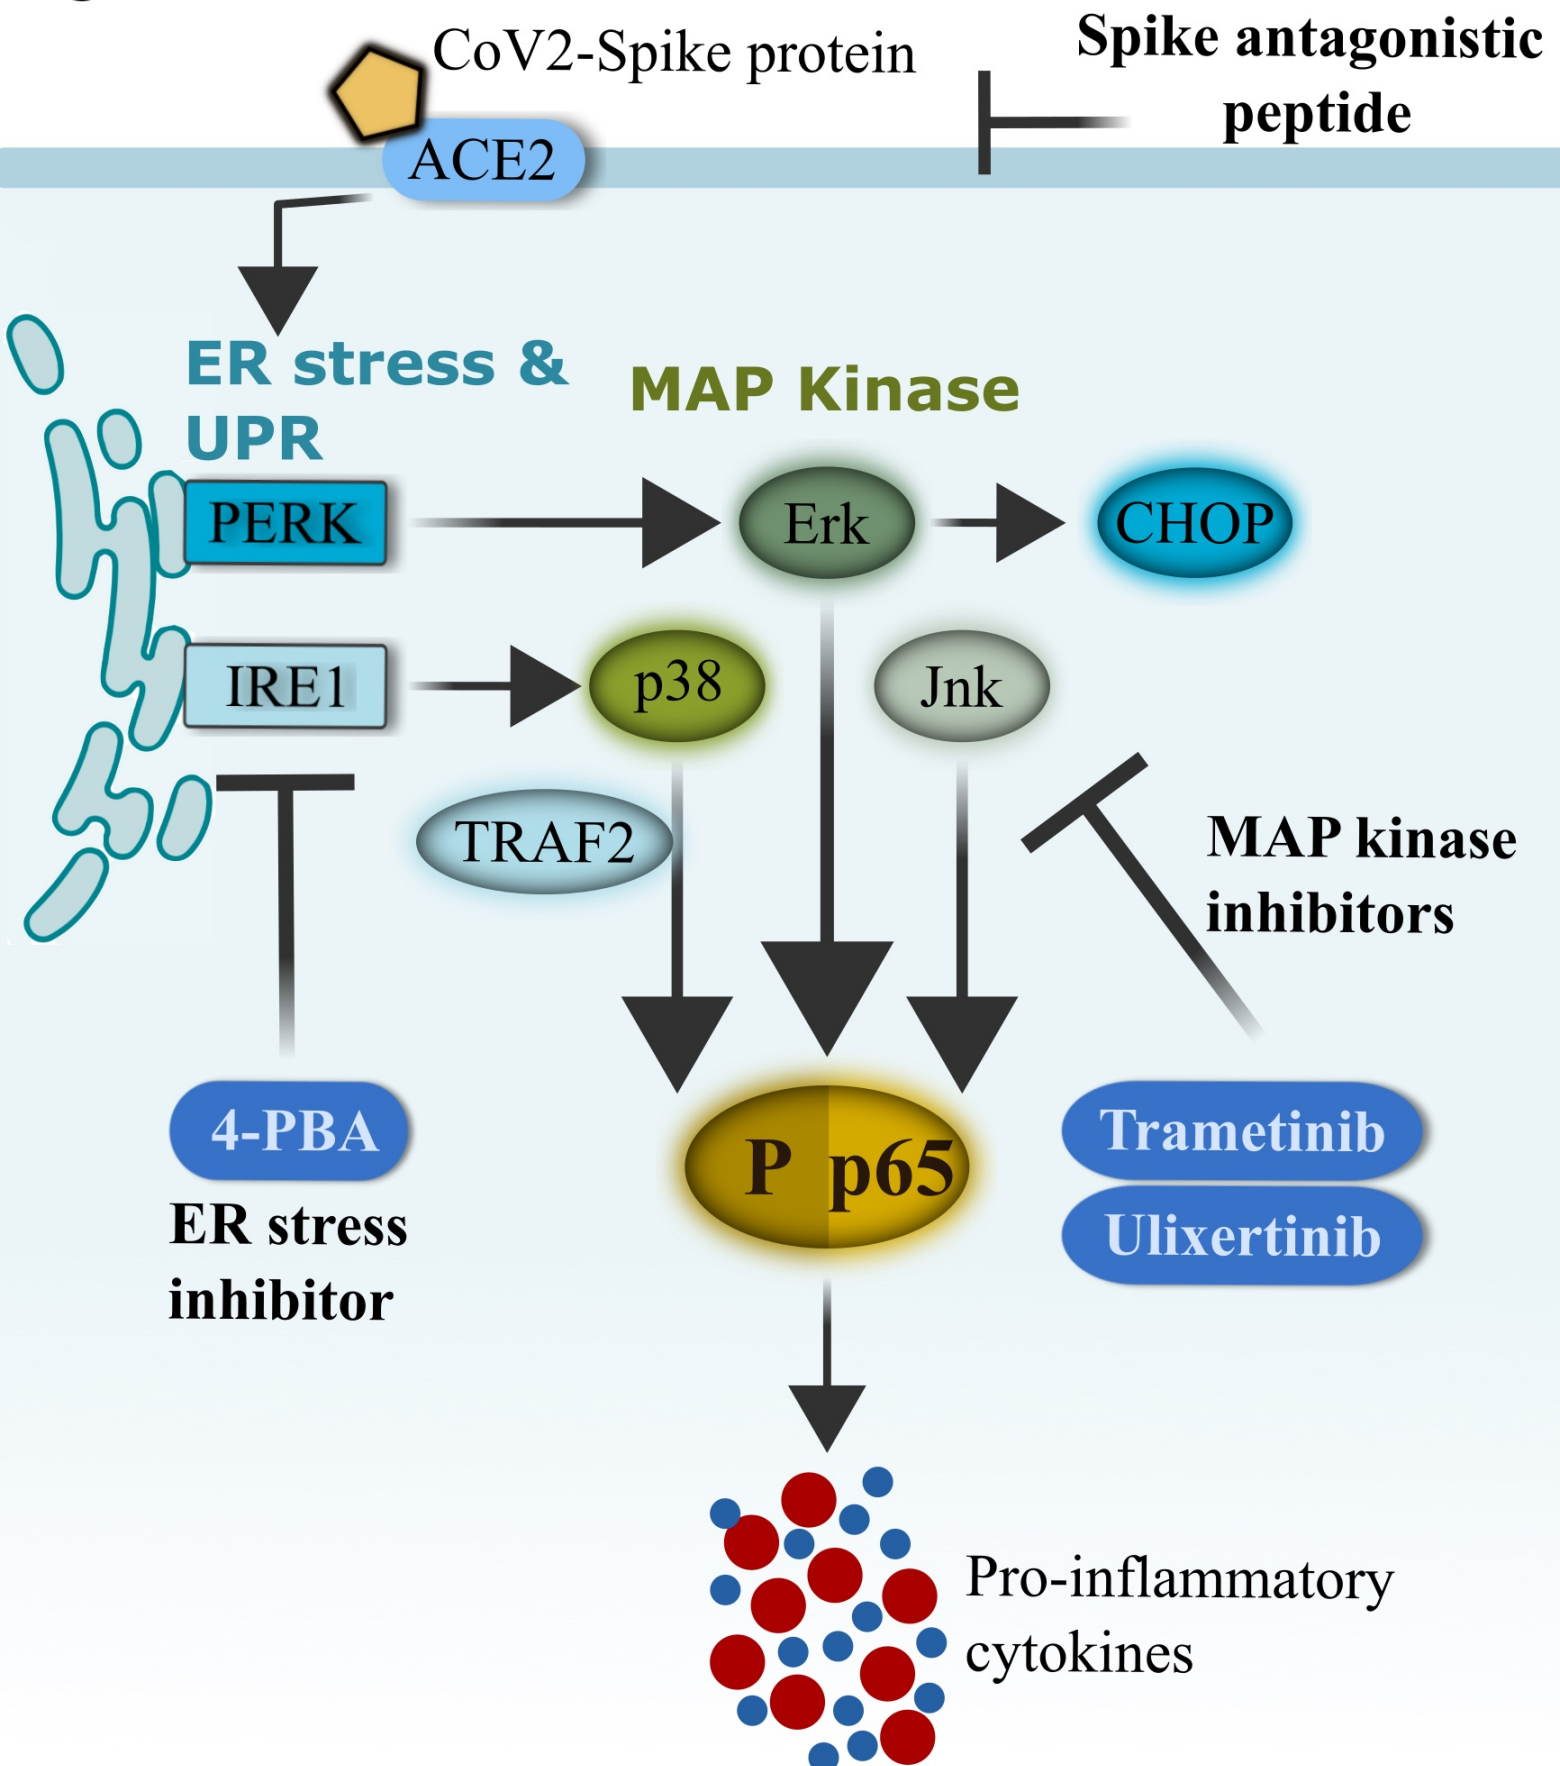 CoV2-Spike protein
Spike antagonistic
peptide
ACE2
ER stress &
UPR
MAP Kinase
PERK
Erk
CHOP
IRE1
p38
Jnk
TRAF2
MAP kinase
inhibitors
4-PBA
ER stress
inhibitor
P p65
Trametinib
Ulixertinib
Pro-inflammatory
cytokines